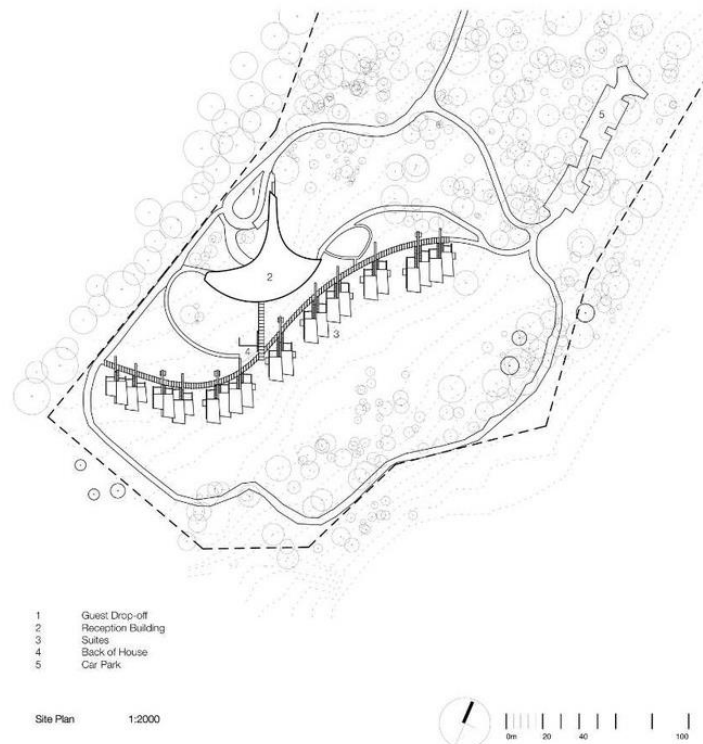 5
1
2
3
4
1 Guest Drop-off
2 Reception Building
3 Suites
4 Back of House
5 Car Park
Site Plan 1:2000
0m 20 40 100